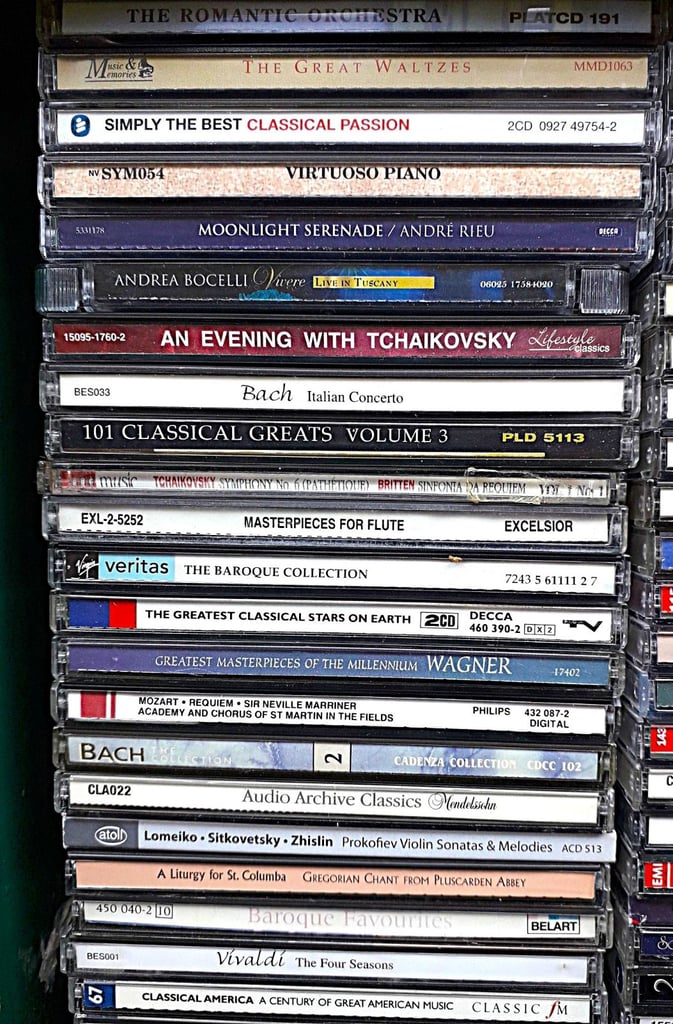 THE ROMANTIC ORCHESTRA PLATCD 191
Music & Memories THE GREAT WALTZES MMD1063
SIMPLY THE BEST CLASSICAL PASSION 2CD 0927 49754-2
NV SYM054 VIRTUOSO PIANO
5331178 MOONLIGHT SERENADE / ANDRÉ RIEU DECCA
ANDREA BOCELLI Vivere LIVE IN TUSCANY 06025 17584020
15095-1760-2 AN EVENING WITH TCHAIKOVSKY Lifestyle classics
BES033 Bach Italian Concerto
101 CLASSICAL GREATS VOLUME 3 PLD 5113
music TCHAIKOVSKY SYMPHONY No. 6 (PATHÉTIQUE) BRITTEN SINFONIA DA REQUIEM VOL. 1 No. 1
EXL-2-5252 MASTERPIECES FOR FLUTE EXCELSIOR
Virgin veritas THE BAROQUE COLLECTION 7243 5 61111 2 7
THE GREATEST CLASSICAL STARS ON EARTH 2CD DECCA
460 390-2 DX2 TV
GREATEST MASTERPIECES OF THE MILLENNIUM WAGNER 17402
MOZART • REQUIEM • SIR NEVILLE MARRINER PHILIPS 432 087-2
ACADEMY AND CHORUS OF ST MARTIN IN THE FIELDS DIGITAL
BACH THE COLLECTION 2 CADENZA COLLECTION CDCC 102
CLA022 Audio Archive Classics Mendelssohn
atoll Lomeiko • Sitkovetsky • Zhislin Prokofiev Violin Sonatas & Melodies ACD 513
A Liturgy for St. Columba GREGORIAN CHANT FROM PLUSCARDEN ABBEY
450 040-2 10 Baroque Favourites BELART
BES001 Vivaldi The Four Seasons
67 CLASSICAL AMERICA A CENTURY OF GREAT AMERICAN MUSIC CLASSIC fM
EMI